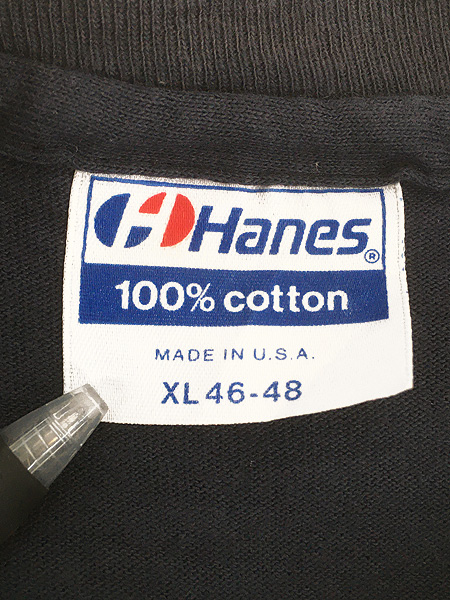 Hanes®
100% cotton
MADE IN U.S.A.
XL 46-48